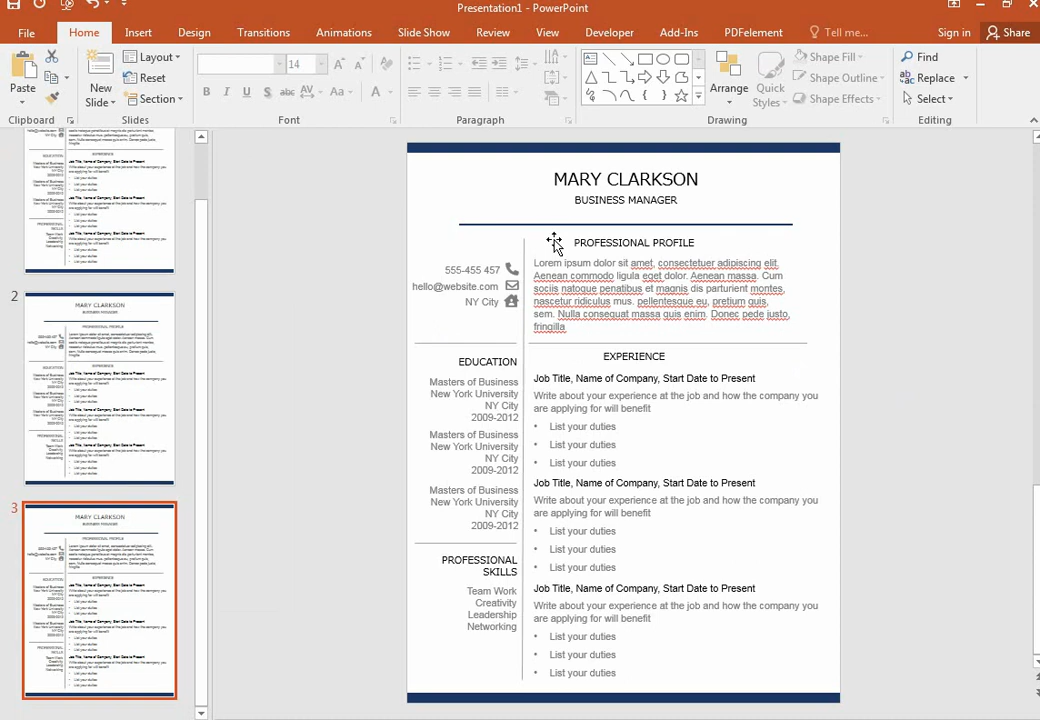 Presentation1 - PowerPoint
File Home Insert Design Transitions Animations Slide Show Review View Developer Add-Ins PDFelement Tell me... Sign in Share
Paste New Slide Layout Reset Section 14 B I U S abc AV Aa A Arrange Quick Styles Shape Fill Shape Outline Shape Effects Find Replace Select
Clipboard Slides Font Paragraph Drawing Editing
2
3
MARY CLARKSON
BUSINESS MANAGER
555-455 457
hello@website.com
NY City
EDUCATION
Masters of Business
New York University
NY City
2009-2012
Masters of Business
New York University
NY City
2009-2012
Masters of Business
New York University
NY City
2009-2012
PROFESSIONAL
SKILLS
Team Work
Creativity
Leadership
Networking
PROFESSIONAL PROFILE
Lorem ipsum dolor sit amet, consectetuer adipiscing elit.
Aenean commodo ligula eget dolor. Aenean massa. Cum
sociis natoque penatibus et magnis dis parturient montes,
nascetur ridiculus mus. pellentesque eu, pretium quis,
sem. Nulla consequat massa quis enim. Donec pede justo,
fringilla
EXPERIENCE
Job Title, Name of Company, Start Date to Present
Write about your experience at the job and how the company you
are applying for will benefit
• List your duties
• List your duties
• List your duties
Job Title, Name of Company, Start Date to Present
Write about your experience at the job and how the company you
are applying for will benefit
• List your duties
• List your duties
• List your duties
Job Title, Name of Company, Start Date to Present
Write about your experience at the job and how the company you
are applying for will benefit
• List your duties
• List your duties
• List your duties